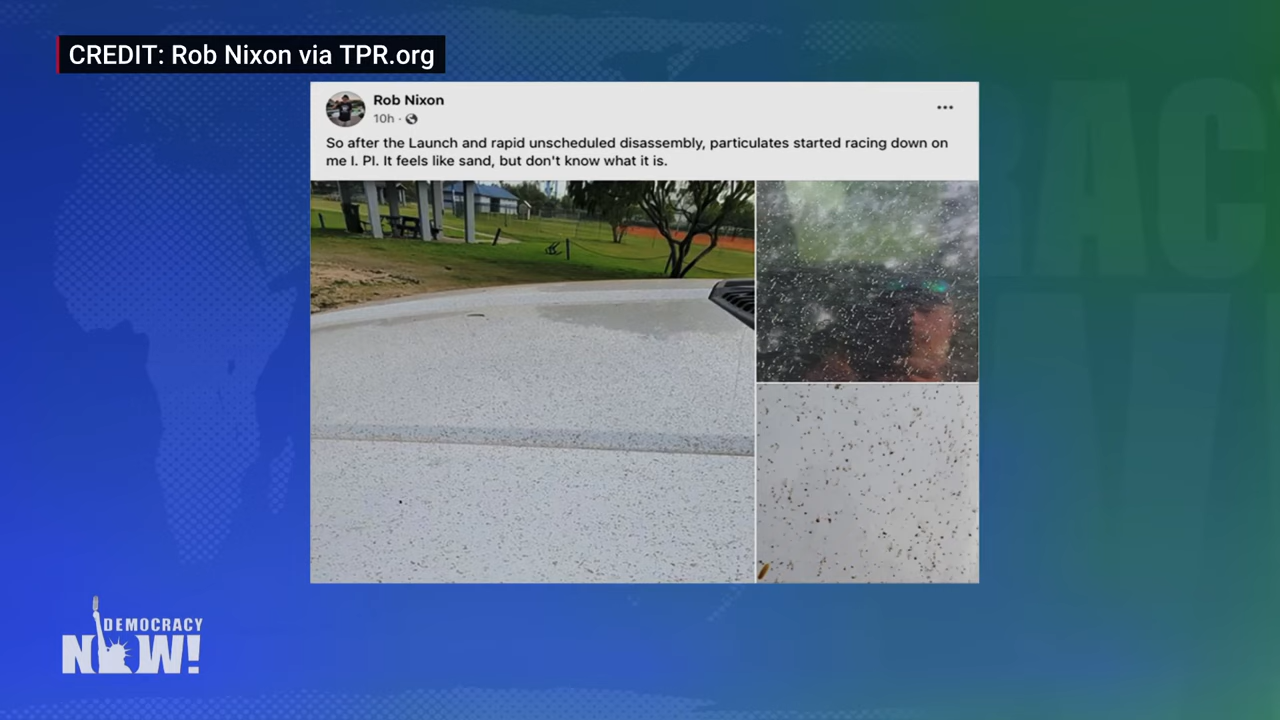 CREDIT: Rob Nixon via TPR.org
Rob Nixon
10h ·
So after the Launch and rapid unscheduled disassembly, particulates started racing down on
me I. PI. It feels like sand, but don't know what it is.
DEMOCRACY
NOW!